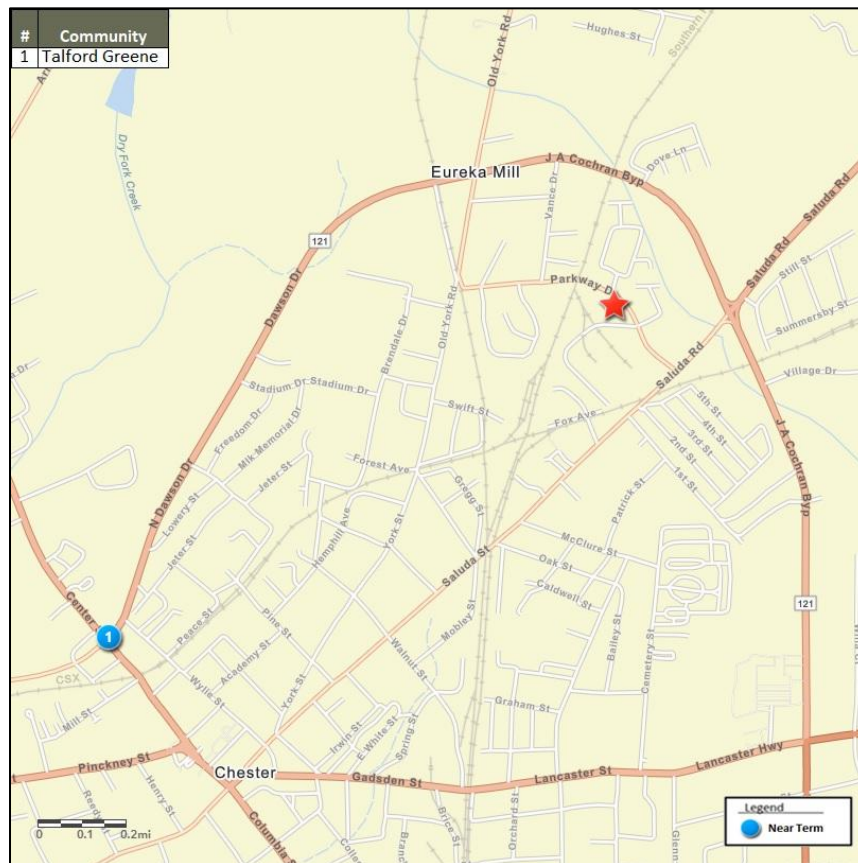 # Community
1 Talford Greene
Hughes St
Southern
Old York Rd
Dry Fork Creek
Eureka Mill
J A Cochran Byp
Dove Ln
Vance Dr
Saluda Rd
Saluda Rd
121
Dawson Dr
Parkway D
Still St
Summersby St
Old York Rd
Brendale Dr
Saluda Rd
Village Dr
Stadium Dr
Stadium Dr
Swift St
Fox Ave
5th St
4th St
3rd St
2nd St
1st St
J A Cochran Byp
Freedom Dr
Mlk Memorial Dr
Forest Ave
Jeter St
Gregg St
Patrick St
N Dawson Dr
Lowery St
Hemphill Ave
York St
Saluda St
McClure St
Oak St
Jeter St
Caldwell St
121
Center
1
Peace St
Pine St
Mobley St
Bailey St
Cemetery St
CSX
Academy St
Walnut St
Wylie St
York St
Mill St
Graham St
Irwin St
E White St
Spring St
Pinckney St
Lancaster Hwy
Chester
Gadsden St
Lancaster St
Henry St
Columbia S
Brice St
Orchard St
0 0.1 0.2mi
Legend
Near Term